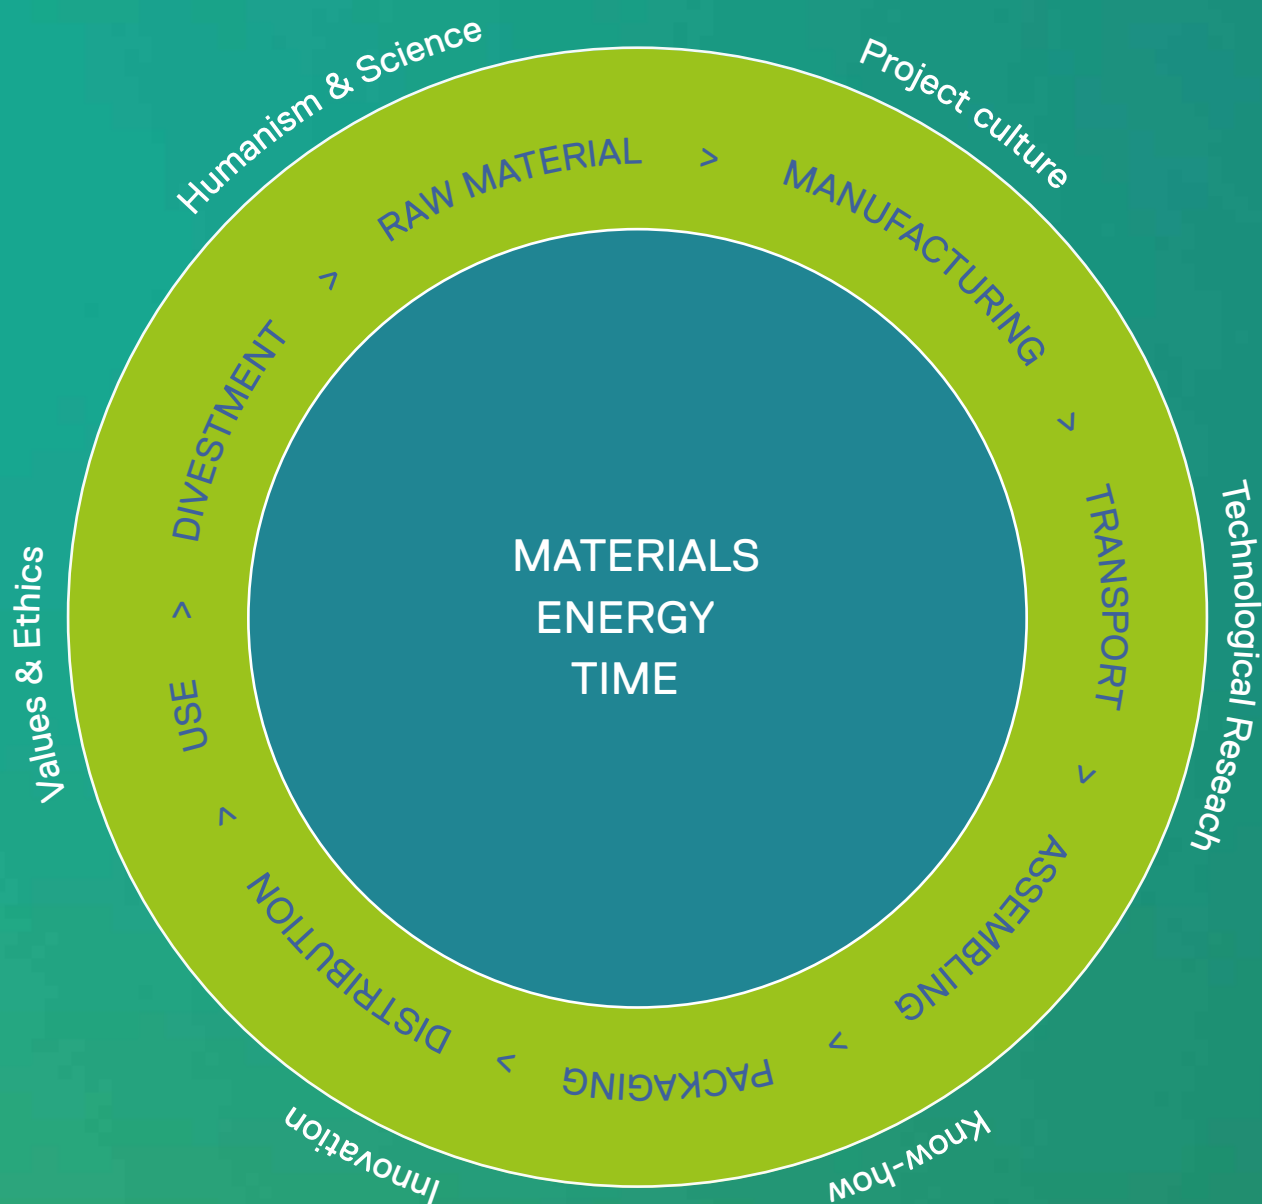 Humanism & Science
Project culture
Technological Reseach
Know-how
Innovation
Values & Ethics
RAW MATERIAL > MANUFACTURING > TRANSPORT > ASSEMBLING > PACKAGING > DISTRIBUTION > USE > DIVESTMENT >
MATERIALS
ENERGY
TIME